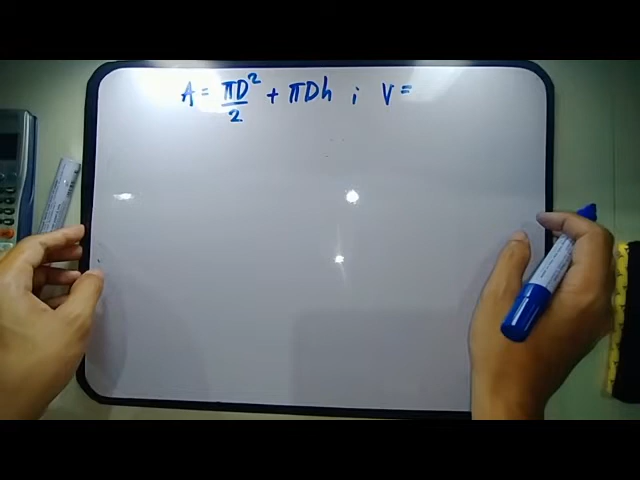 A = πD²/2 + πDh ; V =